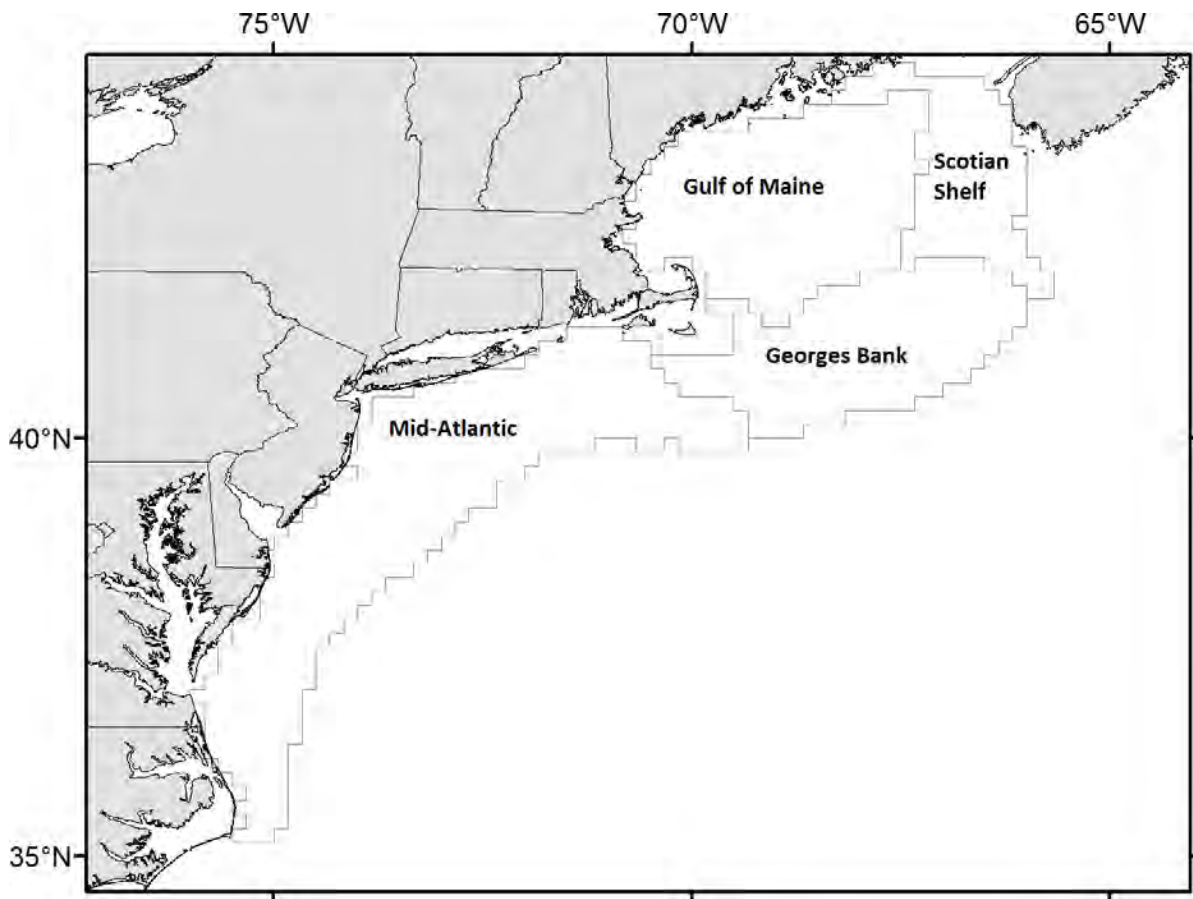 75°W 70°W 65°W
Scotian
Shelf
Gulf of Maine
Georges Bank
Mid-Atlantic
40°N
35°N